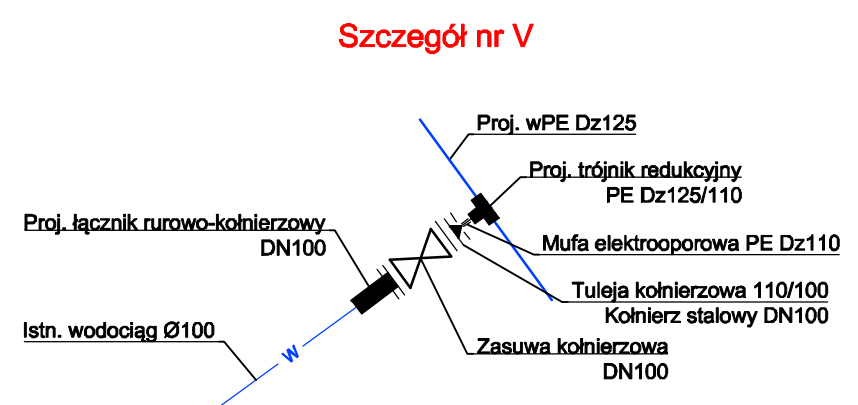 Szczegół nr V
Proj. wPE Dz125
Proj. trójnik redukcyjny
PE Dz125/110
Proj. łącznik rurowo-kołnierzowy
DN100
Mufa elektrooporowa PE Dz110
Tuleja kołnierzowa 110/100
Kołnierz stalowy DN100
Istn. wodociąg Ø100
W
Zasuwa kołnierzowa
DN100